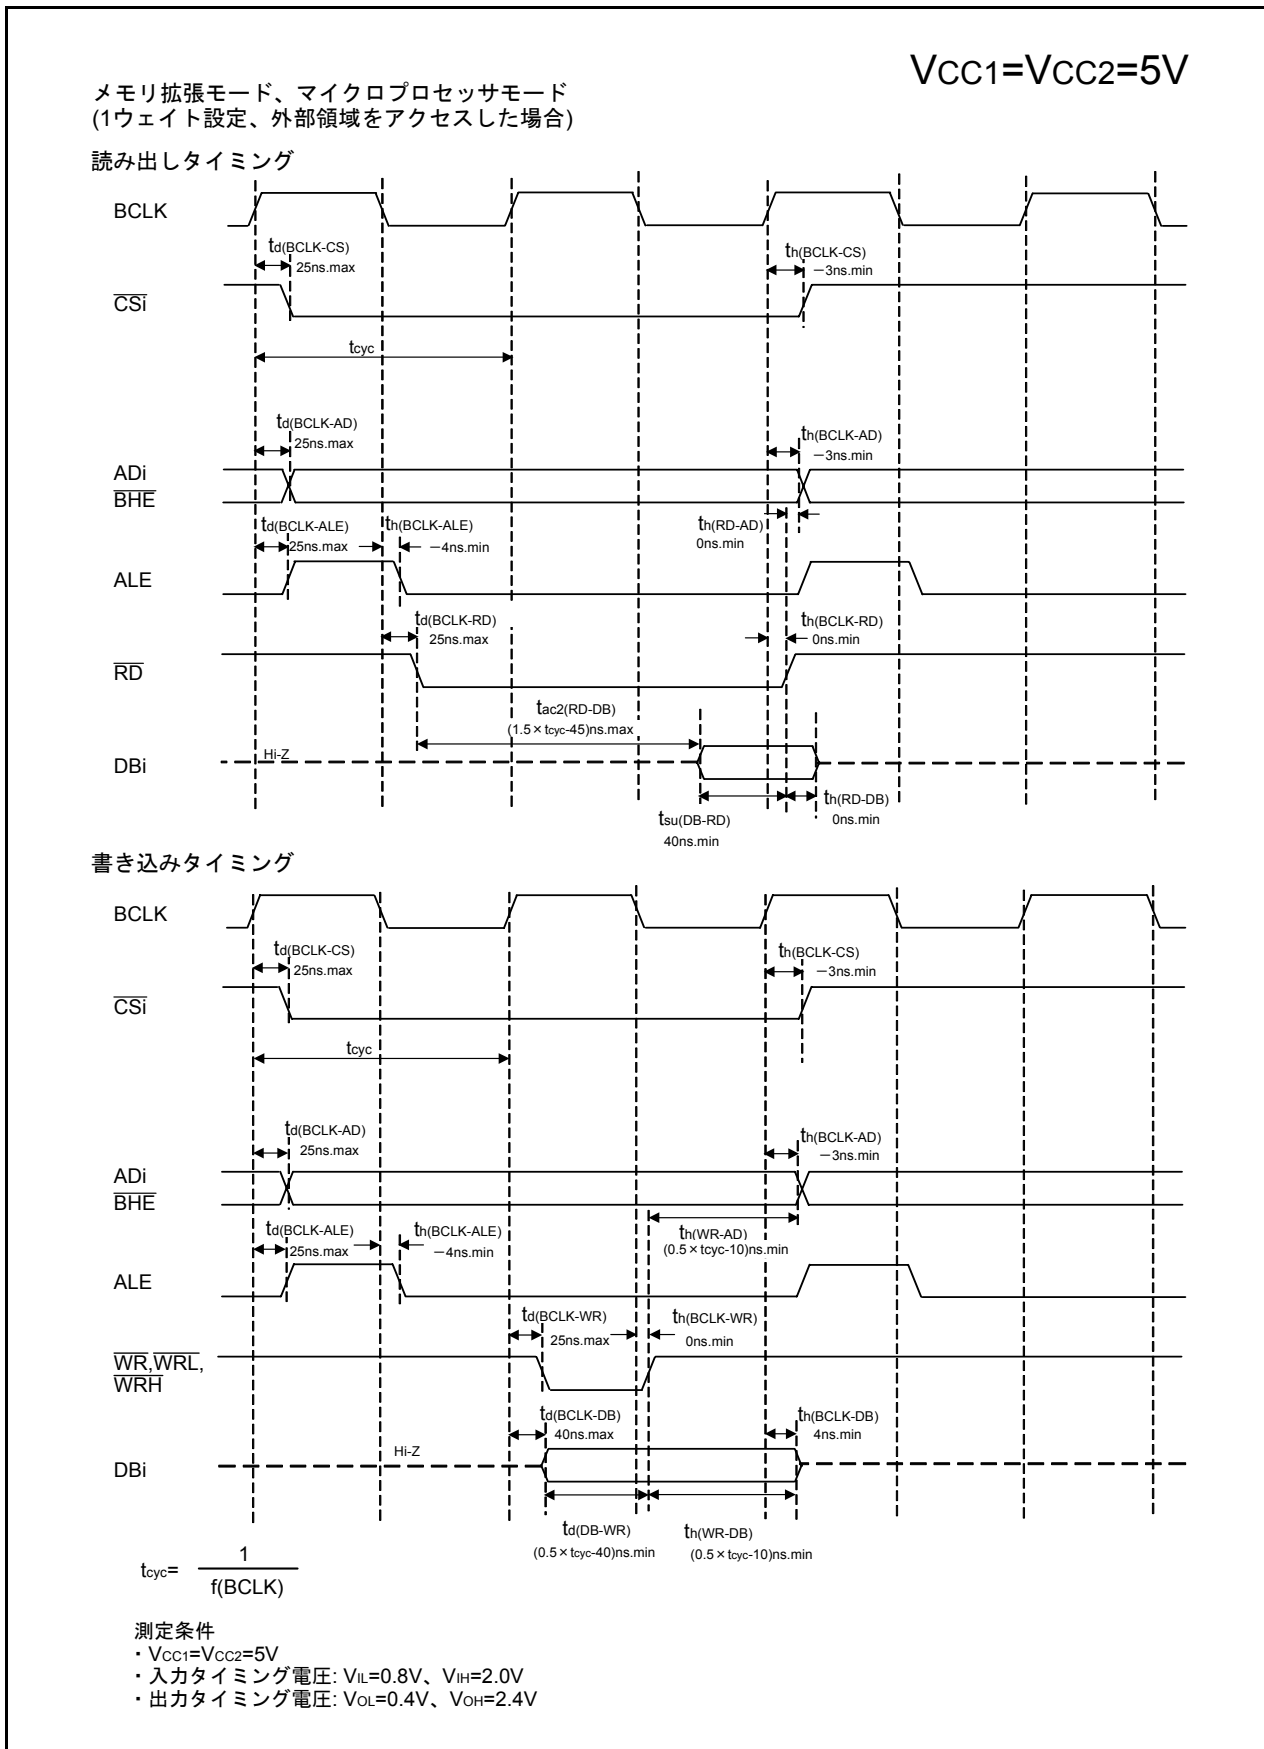 VCC1=VCC2=5V
メモリ拡張モード、マイクロプロセッサモード
(1ウェイト設定、外部領域をアクセスした場合)
読み出しタイミング
BCLK
td(BCLK-CS)
25ns.max
th(BCLK-CS)
−3ns.min
CSi
tcyc
td(BCLK-AD)
25ns.max
th(BCLK-AD)
−3ns.min
ADi
BHE
td(BCLK-ALE)
25ns.max
th(BCLK-ALE)
−4ns.min
th(RD-AD)
0ns.min
ALE
td(BCLK-RD)
25ns.max
th(BCLK-RD)
0ns.min
RD
tac2(RD-DB)
(1.5×tcyc-45)ns.max
Hi-Z
DBi
tsu(DB-RD)
40ns.min
th(RD-DB)
0ns.min
書き込みタイミング
BCLK
td(BCLK-CS)
25ns.max
th(BCLK-CS)
−3ns.min
CSi
tcyc
td(BCLK-AD)
25ns.max
th(BCLK-AD)
−3ns.min
ADi
BHE
td(BCLK-ALE)
25ns.max
th(BCLK-ALE)
−4ns.min
th(WR-AD)
(0.5×tcyc-10)ns.min
ALE
td(BCLK-WR)
25ns.max
th(BCLK-WR)
0ns.min
WR,WRL,
WRH
td(BCLK-DB)
40ns.max
th(BCLK-DB)
4ns.min
Hi-Z
DBi
td(DB-WR)
(0.5×tcyc-40)ns.min
th(WR-DB)
(0.5×tcyc-10)ns.min
tcyc= 1
f(BCLK)
測定条件
・VCC1=VCC2=5V
・入力タイミング電圧: VIL=0.8V、VIH=2.0V
・出力タイミング電圧: VOL=0.4V、VOH=2.4V